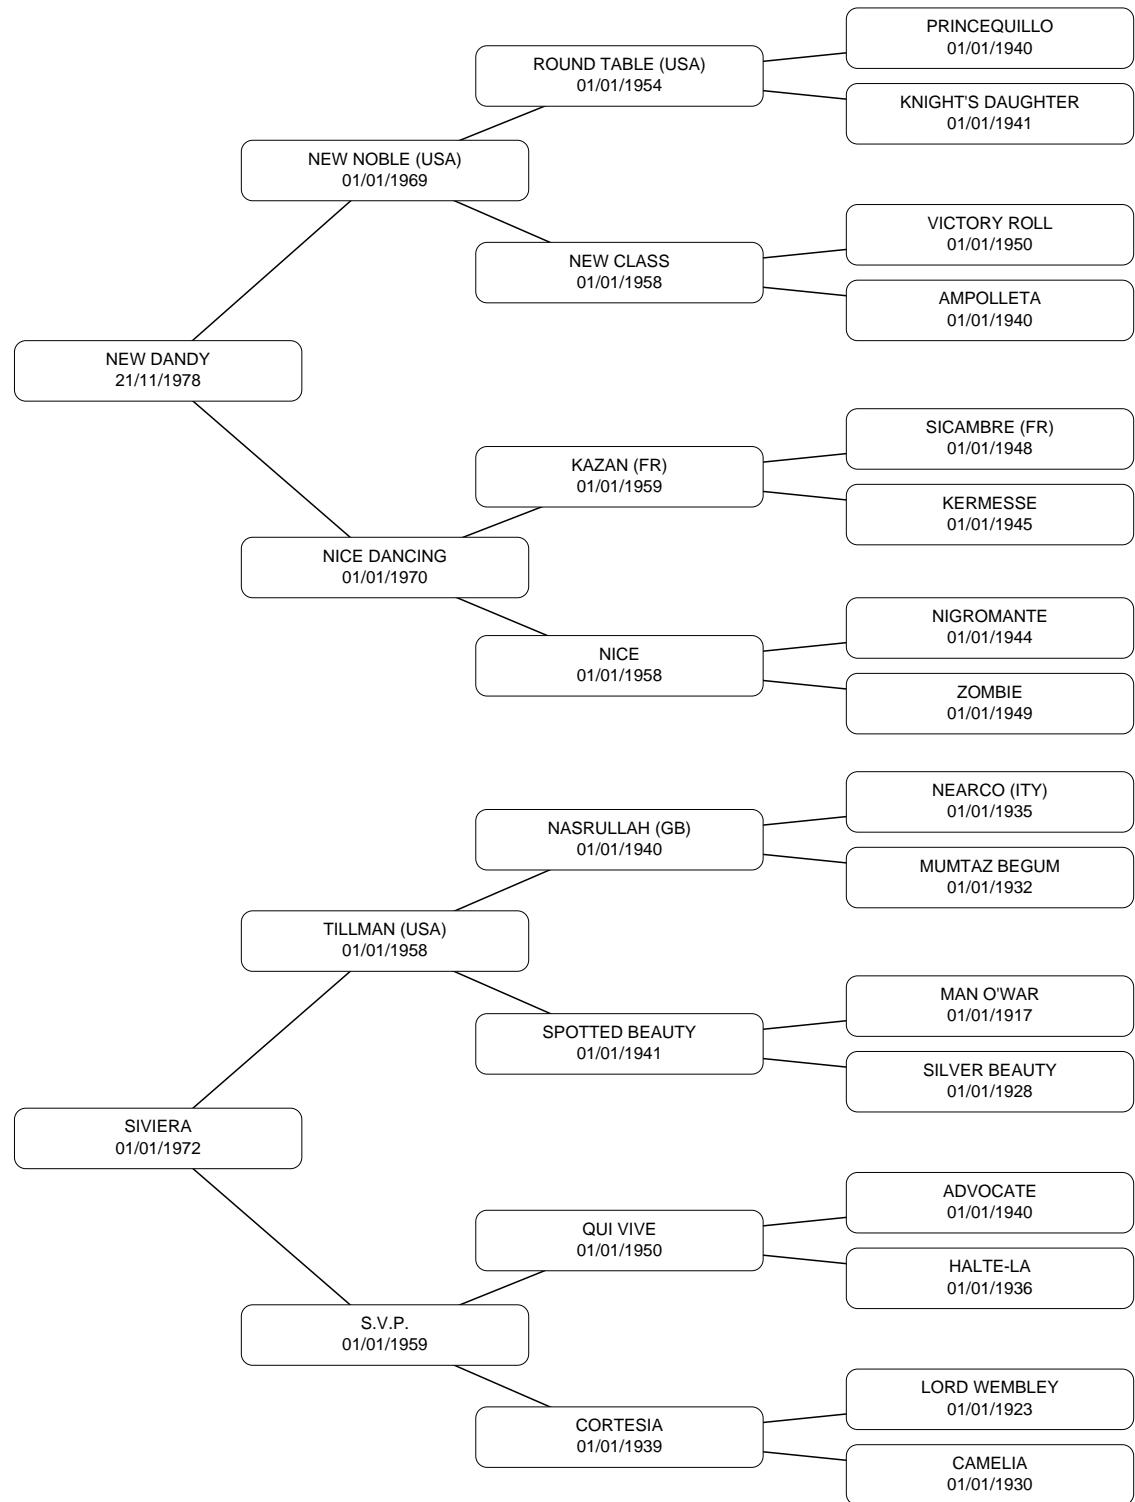 PRINCEQUILLO
01/01/1940
ROUND TABLE (USA)
01/01/1954
KNIGHT'S DAUGHTER
01/01/1941
NEW NOBLE (USA)
01/01/1969
VICTORY ROLL
01/01/1950
NEW CLASS
01/01/1958
AMPOLLETA
01/01/1940
NEW DANDY
21/11/1978
SICAMBRE (FR)
01/01/1948
KAZAN (FR)
01/01/1959
KERMESSE
01/01/1945
NICE DANCING
01/01/1970
NIGROMANTE
01/01/1944
NICE
01/01/1958
ZOMBIE
01/01/1949
NEARCO (ITY)
01/01/1935
NASRULLAH (GB)
01/01/1940
MUMTAZ BEGUM
01/01/1932
TILLMAN (USA)
01/01/1958
MAN O'WAR
01/01/1917
SPOTTED BEAUTY
01/01/1941
SILVER BEAUTY
01/01/1928
SIVIERA
01/01/1972
ADVOCATE
01/01/1940
QUI VIVE
01/01/1950
HALTE-LA
01/01/1936
S.V.P.
01/01/1959
LORD WEMBLEY
01/01/1923
CORTESIA
01/01/1939
CAMELIA
01/01/1930